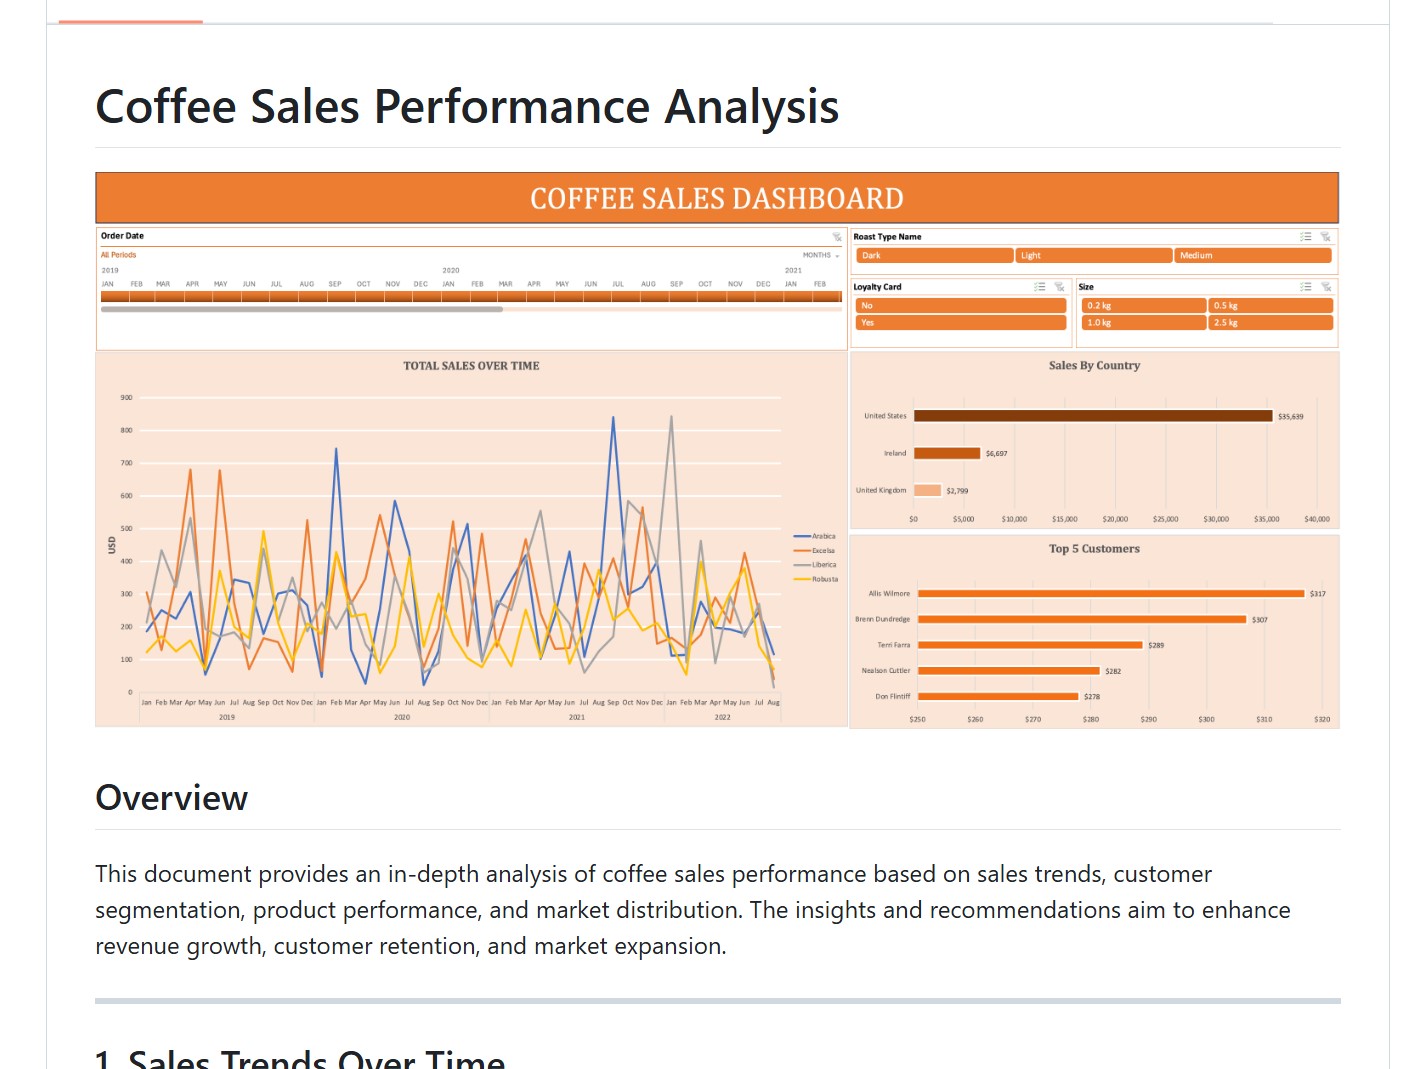 Coffee Sales Performance Analysis
COFFEE SALES DASHBOARD
Order Date
All Periods
MONTHS
2019 2020 2021
JAN FEB MAR APR MAY JUN JUL AUG SEP OCT NOV DEC JAN FEB MAR APR MAY JUN JUL AUG SEP OCT NOV DEC JAN FEB
Roast Type Name
Dark Light Medium
Loyalty Card
No
Yes
Size
0.2 kg 0.5 kg
1.0 kg 2.5 kg
TOTAL SALES OVER TIME
900
800
700
600
500
400
300
200
100
0
USD
Jan Feb Mar Apr May Jun Jul Aug Sep Oct Nov Dec Jan Feb Mar Apr May Jun Jul Aug Sep Oct Nov Dec Jan Feb Mar Apr May Jun Jul Aug Sep Oct Nov Dec Jan Feb Mar Apr May Jun Jul Aug
2019 2020 2021 2022
Arabica
Excelsa
Liberica
Robusta
Sales By Country
United States $35,639
Ireland $6,697
United Kingdom $2,799
$0 $5,000 $10,000 $15,000 $20,000 $25,000 $30,000 $35,000 $40,000
Top 5 Customers
Allis Wilmore $317
Brenn Dundredge $307
Terri Farra $289
Nealson Cuttler $282
Don Flintiff $278
$250 $260 $270 $280 $290 $300 $310 $320
Overview
This document provides an in-depth analysis of coffee sales performance based on sales trends, customer
segmentation, product performance, and market distribution. The insights and recommendations aim to enhance
revenue growth, customer retention, and market expansion.
1. Sales Trends Over Time